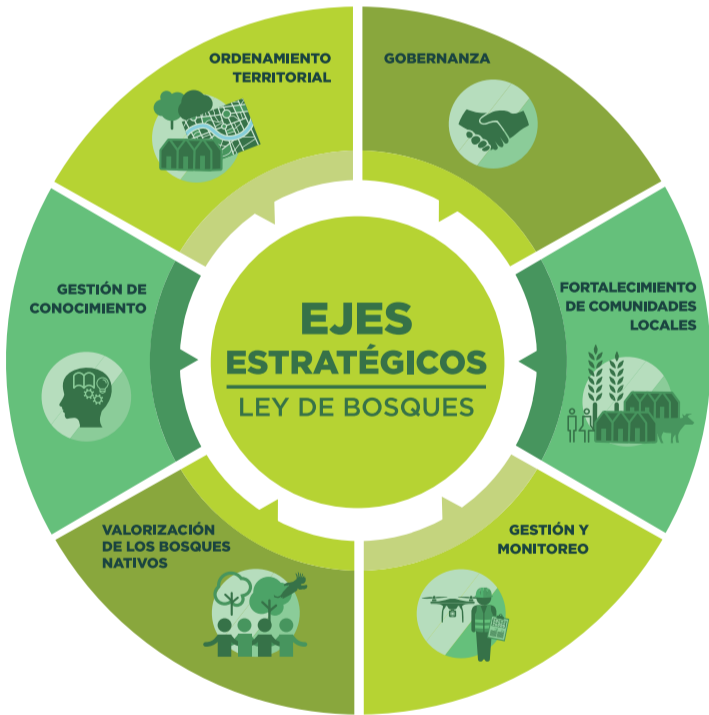 EJES
ESTRATÉGICOS
LEY DE BOSQUES
ORDENAMIENTO
TERRITORIAL
GOBERNANZA
FORTALECIMIENTO
DE COMUNIDADES
LOCALES
GESTIÓN Y
MONITOREO
VALORIZACIÓN
DE LOS BOSQUES
NATIVOS
GESTIÓN DE
CONOCIMIENTO